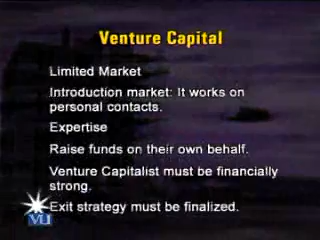 Venture Capital
Limited Market
Introduction market: It works on
personal contacts.
Expertise
Raise funds on their own behalf.
Venture Capitalist must be financially
strong.
Exit strategy must be finalized.
VU